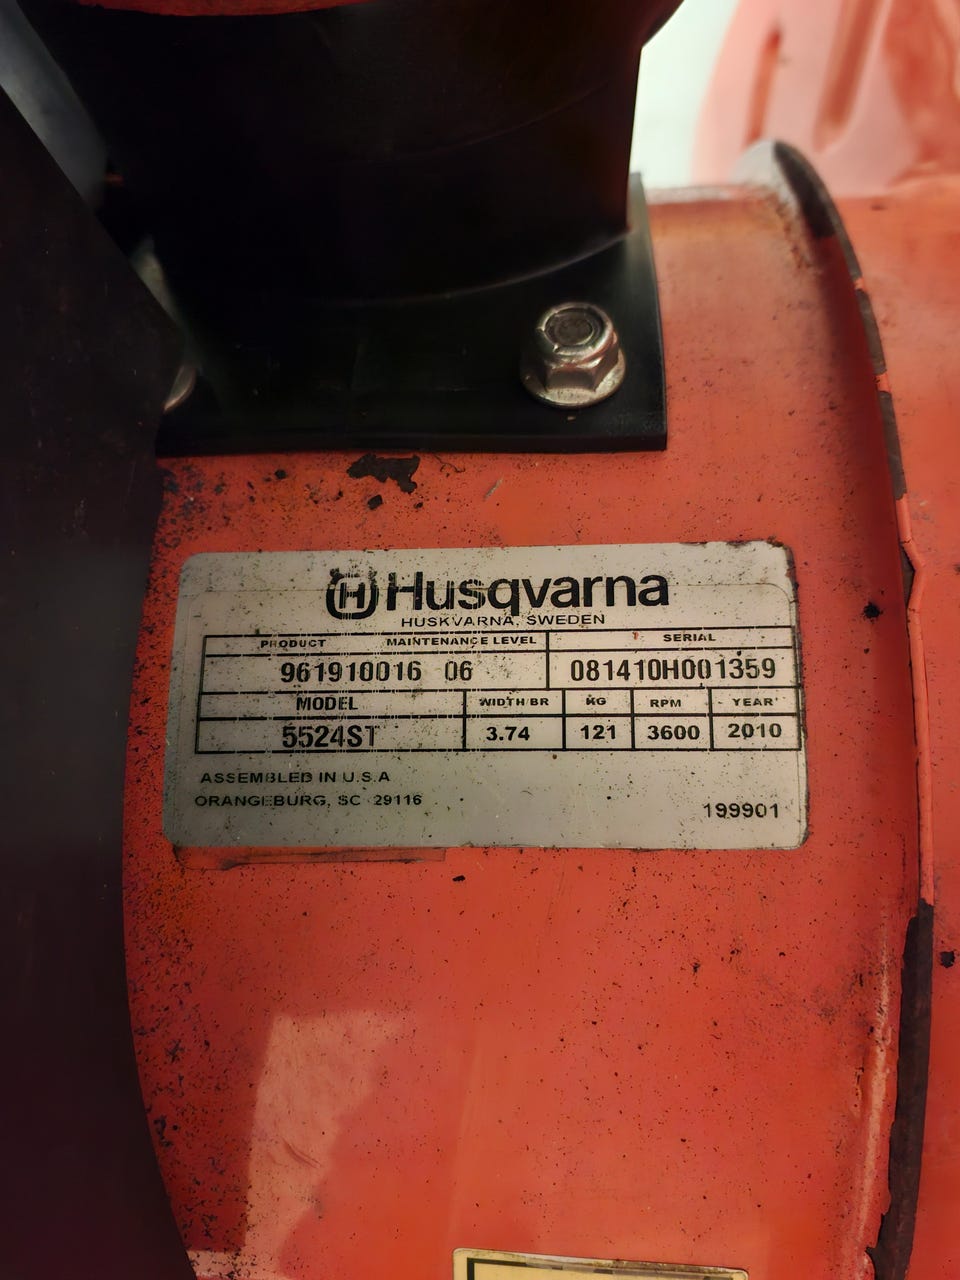 H Husqvarna
HUSKVARNA, SWEDEN
PRODUCT MAINTENANCE LEVEL SERIAL
961910016 06 081410H001359
MODEL WIDTH/BR KG RPM YEAR
5524ST 3.74 121 3600 2010
ASSEMBLED IN U.S.A
ORANGEBURG, SC 29116
199901